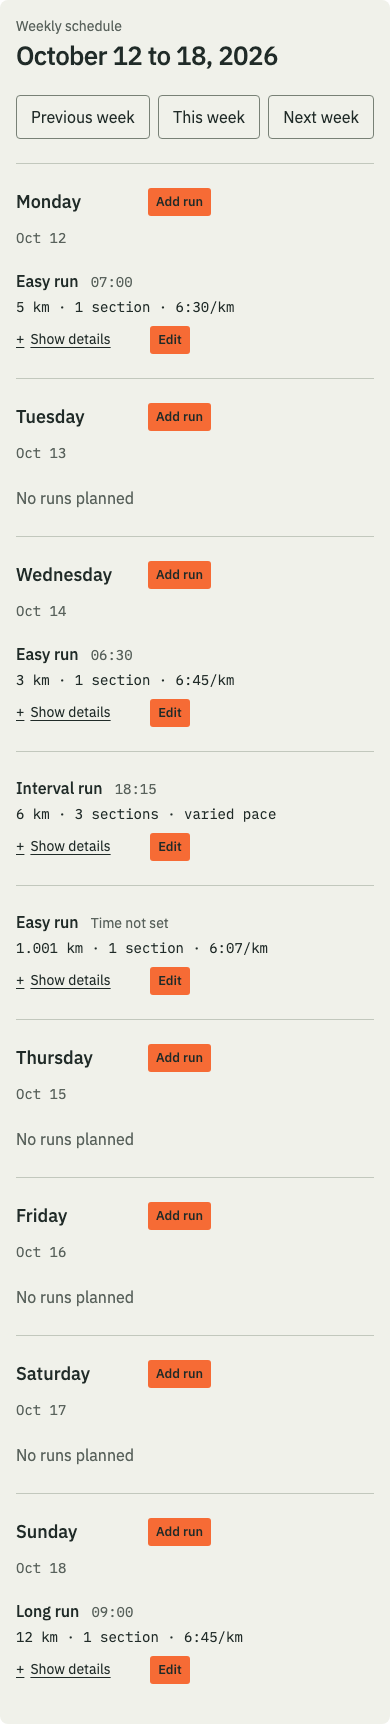 Weekly schedule
October 12 to 18, 2026
Previous week This week Next week
Monday Add run
Oct 12
Easy run 07:00
5 km · 1 section · 6:30/km
+ Show details Edit
Tuesday Add run
Oct 13
No runs planned
Wednesday Add run
Oct 14
Easy run 06:30
3 km · 1 section · 6:45/km
+ Show details Edit
Interval run 18:15
6 km · 3 sections · varied pace
+ Show details Edit
Easy run Time not set
1.001 km · 1 section · 6:07/km
+ Show details Edit
Thursday Add run
Oct 15
No runs planned
Friday Add run
Oct 16
No runs planned
Saturday Add run
Oct 17
No runs planned
Sunday Add run
Oct 18
Long run 09:00
12 km · 1 section · 6:45/km
+ Show details Edit